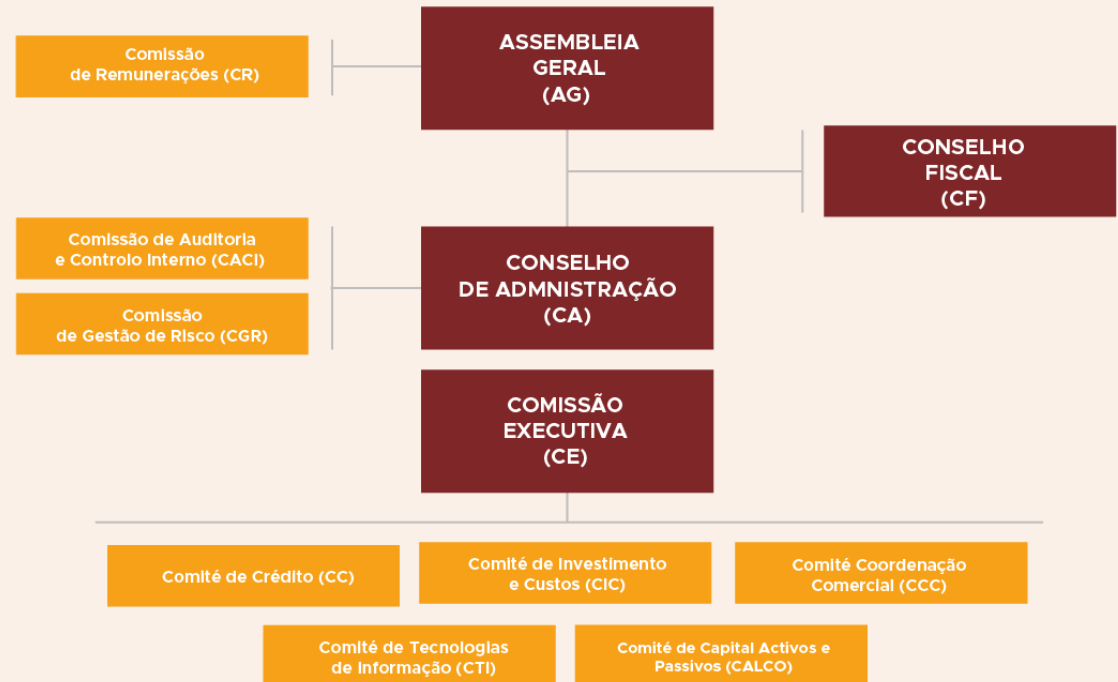 Comissão
de Remunerações (CR)
ASSEMBLEIA
GERAL
(AG)
CONSELHO
FISCAL
(CF)
Comissão de Auditoria
e Controlo Interno (CACI)
Comissão
de Gestão de Risco (CGR)
CONSELHO
DE ADMNISTRAÇÃO
(CA)
COMISSÃO
EXECUTIVA
(CE)
Comité de Crédito (CC)
Comité de Investimento
e Custos (CIC)
Comité Coordenação
Comercial (CCC)
Comité de Tecnologias
de Informação (CTI)
Comité de Capital Activos e
Passivos (CALCO)